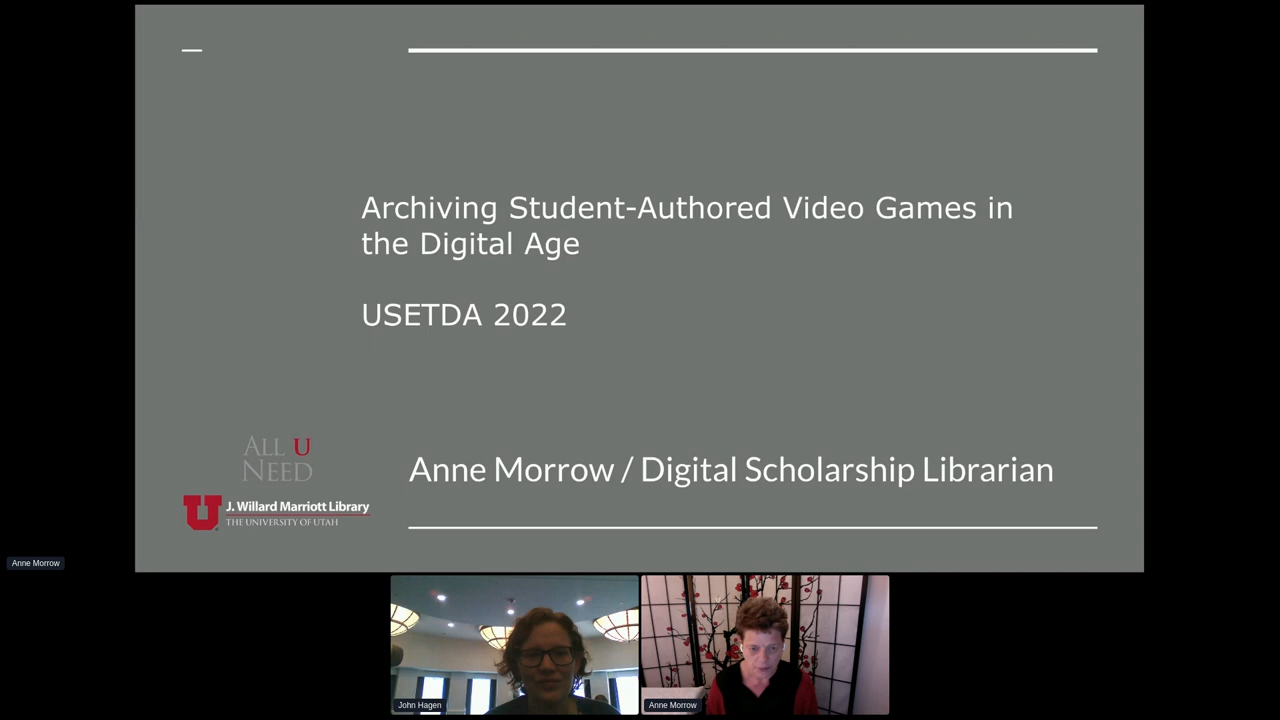 Archiving Student-Authored Video Games in
the Digital Age
USETDA 2022
ALL U
NEED
J. Willard Marriott Library
THE UNIVERSITY OF UTAH
Anne Morrow / Digital Scholarship Librarian
Anne Morrow
John Hagen
Anne Morrow